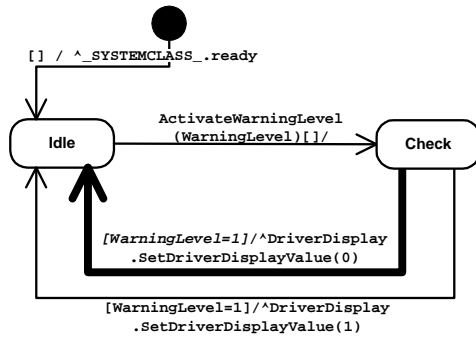 [] / ^_SYSTEMCLASS_.ready
ActivateWarningLevel
(WarningLevel)[]/
Idle
Check
[WarningLevel=1]/^DriverDisplay
.SetDriverDisplayValue(0)
[WarningLevel=1]/^DriverDisplay
.SetDriverDisplayValue(1)